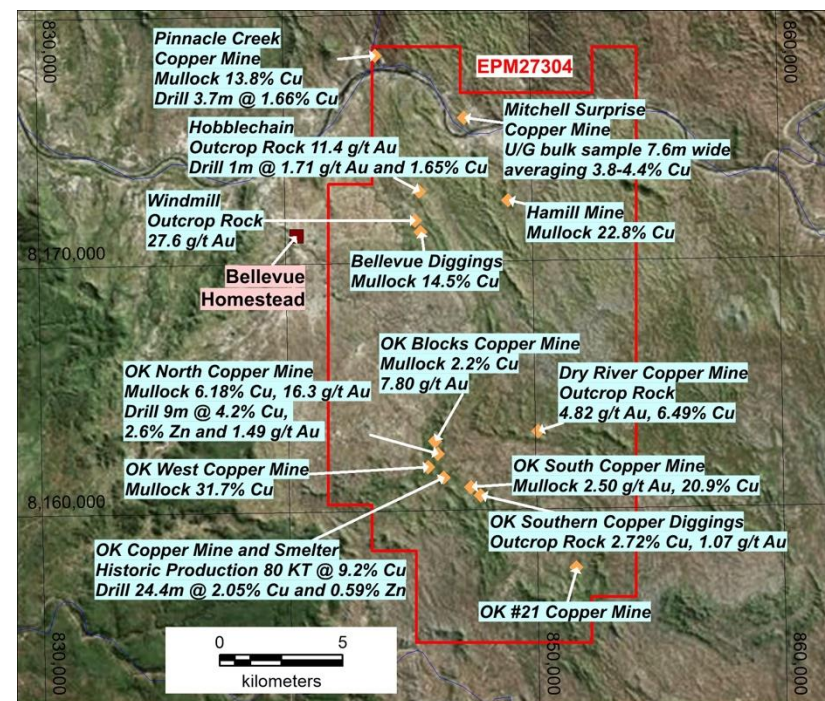 830,000
860,000
Pinnacle Creek
Copper Mine
Mullock 13.8% Cu
Drill 3.7m @ 1.66% Cu
EPM27304
Mitchell Surprise
Copper Mine
U/G bulk sample 7.6m wide
averaging 3.8-4.4% Cu
Hobblechain
Outcrop Rock 11.4 g/t Au
Drill 1m @ 1.71 g/t Au and 1.65% Cu
Windmill
Outcrop Rock
27.6 g/t Au
Hamill Mine
Mullock 22.8% Cu
8,170,000
Bellevue
Homestead
Bellevue Diggings
Mullock 14.5% Cu
OK Blocks Copper Mine
Mullock 2.2% Cu
7.80 g/t Au
OK North Copper Mine
Mullock 6.18% Cu, 16.3 g/t Au
Drill 9m @ 4.2% Cu,
2.6% Zn and 1.49 g/t Au
Dry River Copper Mine
Outcrop Rock
4.82 g/t Au, 6.49% Cu
OK West Copper Mine
Mullock 31.7% Cu
OK South Copper Mine
Mullock 2.50 g/t Au, 20.9% Cu
8,160,000
OK Southern Copper Diggings
Outcrop Rock 2.72% Cu, 1.07 g/t Au
OK Copper Mine and Smelter
Historic Production 80 KT @ 9.2% Cu
Drill 24.4m @ 2.05% Cu and 0.59% Zn
OK #21 Copper Mine
0 5
kilometers
830,000
850,000
860,000